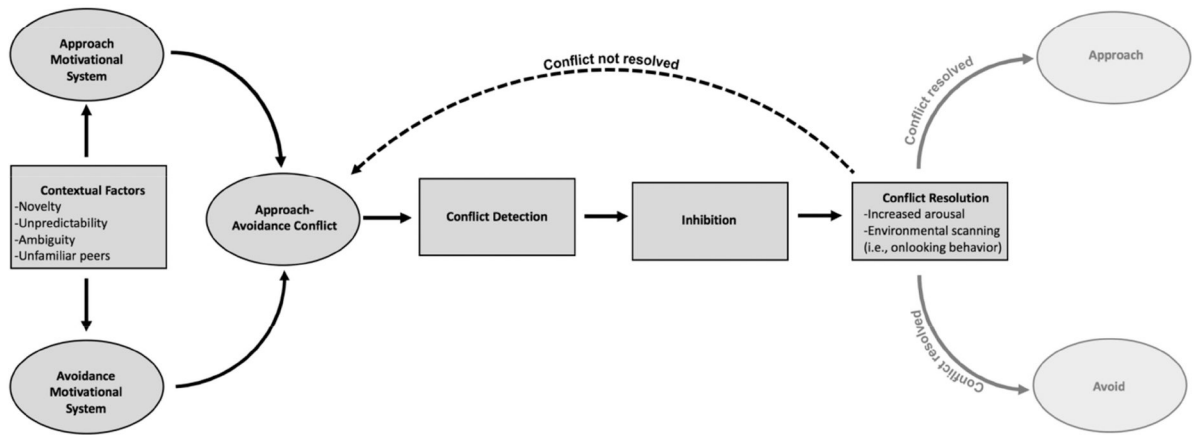 Approach
Motivational
System
Contextual Factors
-Novelty
-Unpredictability
-Ambiguity
-Unfamiliar peers
Avoidance
Motivational
System
Approach-
Avoidance Conflict
Conflict not resolved
Conflict Detection
Inhibition
Conflict Resolution
-Increased arousal
-Environmental scanning
(i.e., onlooking behavior)
Conflict resolved
Approach
Conflict resolved
Avoid